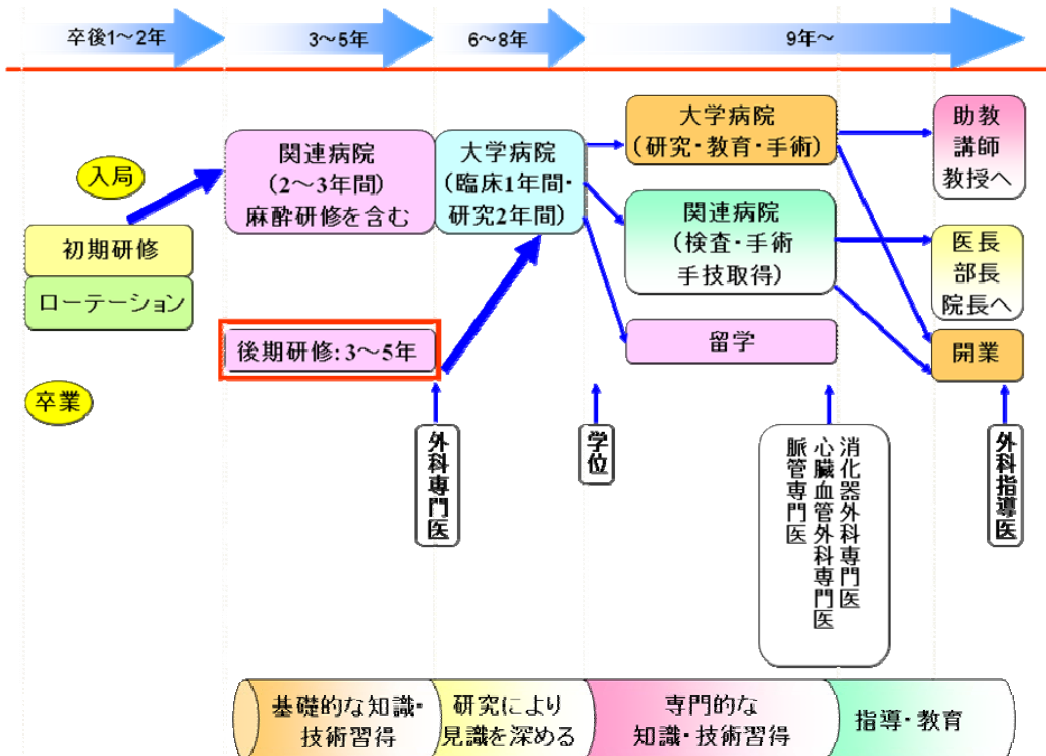 卒後1～2年
3～5年
6～8年
9年～
入局
初期研修
ローテーション
卒業
関連病院
(2～3年間)
麻酔研修を含む
後期研修:3～5年
大学病院
(臨床1年間・
研究2年間)
大学病院
(研究・教育・手術)
関連病院
(検査・手術
手技取得)
留学
助教
講師
教授へ
医長
部長
院長へ
開業
外科専門医
学位
消化器外科専門医
心臓血管外科専門医
脈管専門医
外科指導医
基礎的な知識・
技術習得
研究により
見識を深める
専門的な
知識・技術習得
指導・教育